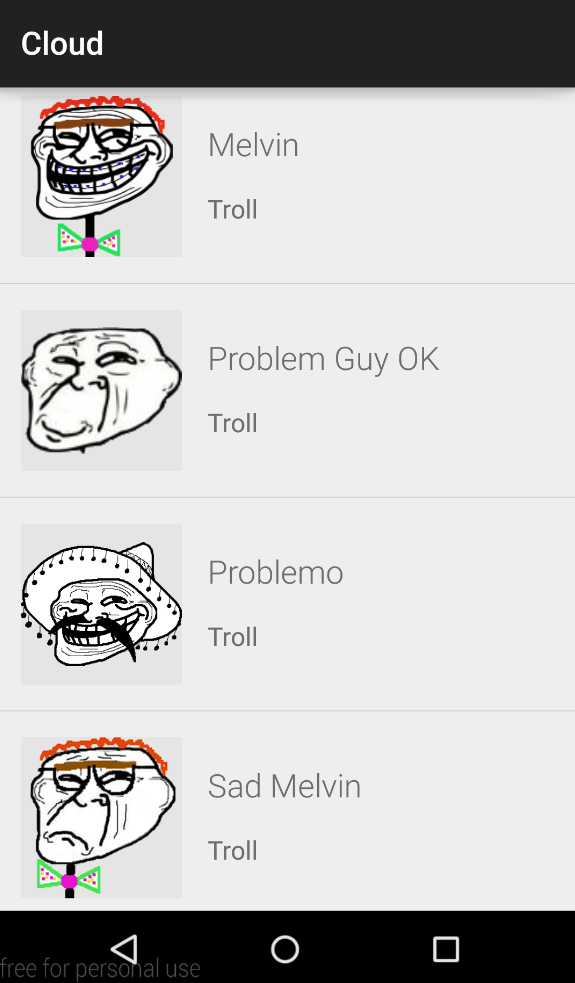 Cloud
Melvin
Troll
Problem Guy OK
Troll
Problemo
Troll
Sad Melvin
Troll
free for personal use